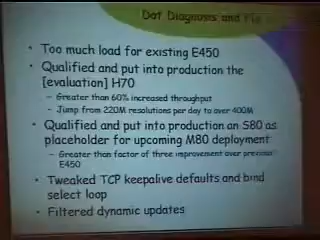 Dot Diagnosis and Fix
• Too much load for existing E450
• Qualified and put into production the
[evaluation] H70
– Greater than 60% increased throughput
– Jump from 220M resolutions per day to over 400M
• Qualified and put into production an S80 as
placeholder for upcoming M80 deployment
– Greater than factor of three improvement over previous
E450
• Tweaked TCP keepalive defaults and bind
select loop
• Filtered dynamic updates